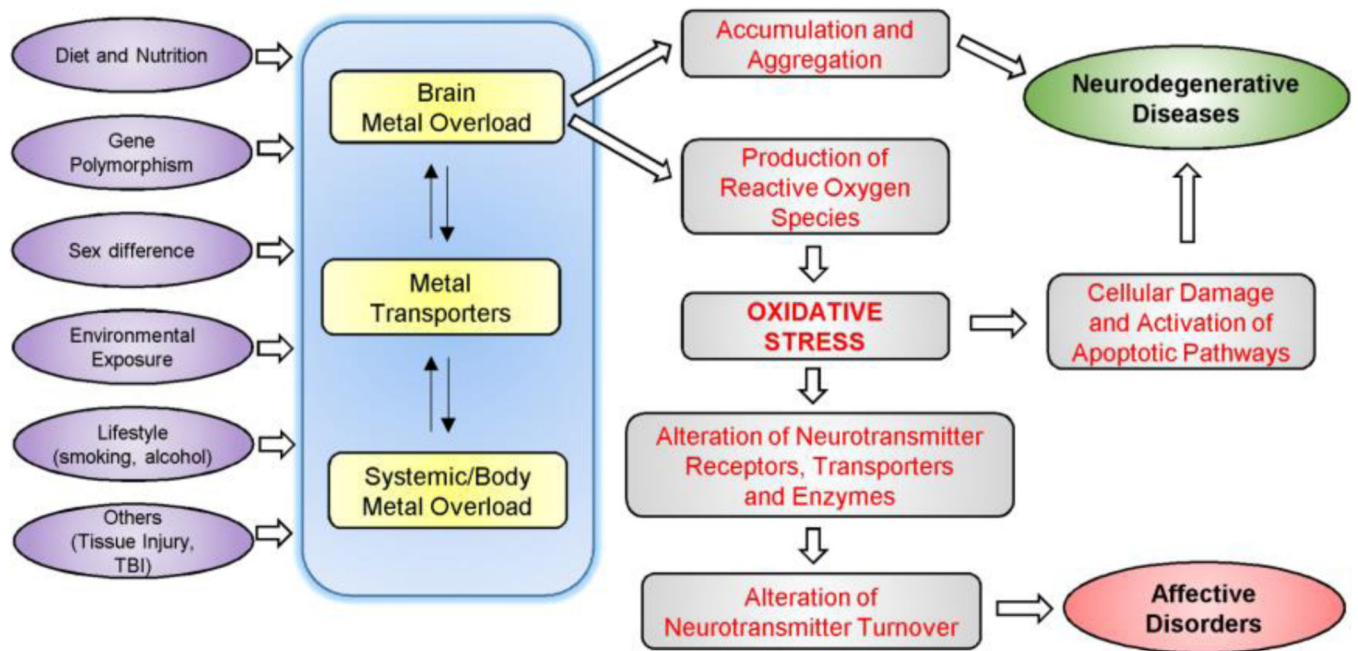 Diet and Nutrition
Gene
Polymorphism
Sex difference
Environmental
Exposure
Lifestyle
(smoking, alcohol)
Others
(Tissue Injury,
TBI)
Brain
Metal Overload
Metal
Transporters
Systemic/Body
Metal Overload
Accumulation and
Aggregation
Production of
Reactive Oxygen
Species
OXIDATIVE
STRESS
Alteration of Neurotransmitter
Receptors, Transporters
and Enzymes
Alteration of
Neurotransmitter Turnover
Neurodegenerative
Diseases
Cellular Damage
and Activation of
Apoptotic Pathways
Affective
Disorders